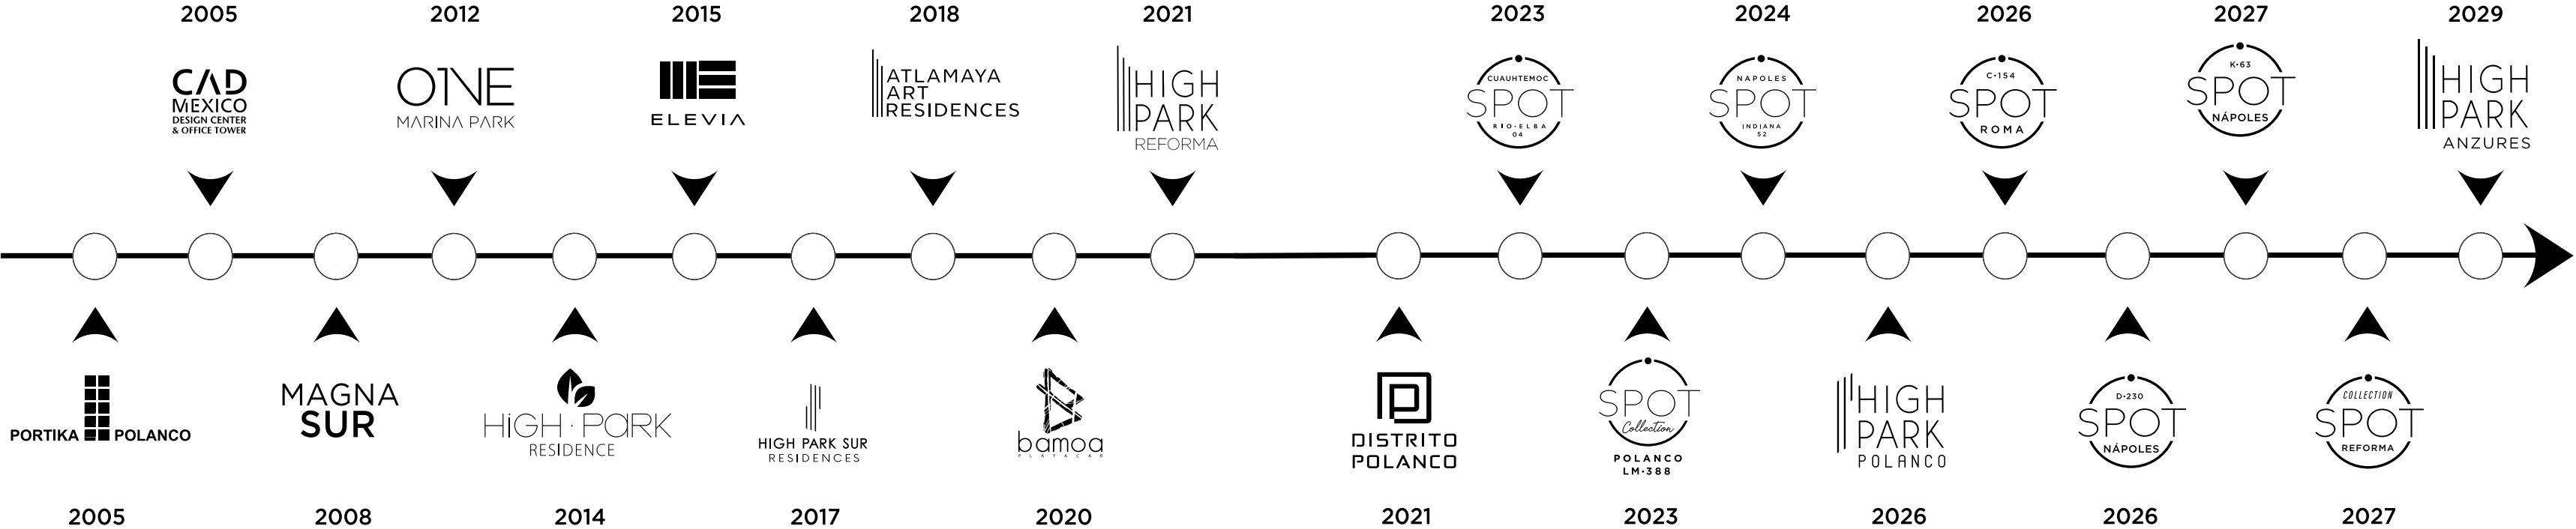 2005
2012
2015
2018
2021
2023
2024
2026
2027
2029
CAD
MEXICO
DESIGN CENTER
& OFFICE TOWER
O1NE
MARINA PARK
ELEVIA
ATLAMAYA
ART
RESIDENCES
HIGH
PARK
REFORMA
CUAUHTEMOC
SPOT
RIO•ELBA
04
NAPOLES
SPOT
INDIANA
52
C•154
SPOT
ROMA
K•63
SPOT
NÁPOLES
HIGH
PARK
ANZURES
PORTIKA POLANCO
MAGNA
SUR
HIGH·PARK
RESIDENCE
HIGH PARK SUR
RESIDENCES
bamoa
PLAYACAR
DISTRITO
POLANCO
SPOT
Collection
POLANCO
LM•388
HIGH
PARK
POLANCO
D•230
SPOT
NÁPOLES
COLLECTION
SPOT
REFORMA
2005
2008
2014
2017
2020
2021
2023
2026
2026
2027